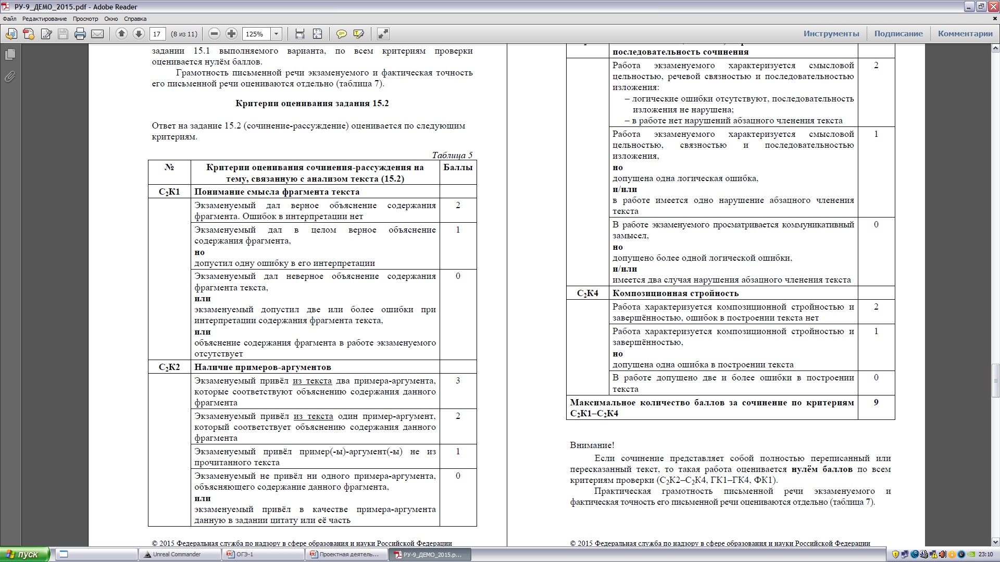 РУ-9_ДЕМО_2015.pdf - Adobe Reader
Файл Редактирование Просмотр Окно Справка
17 (8 из 11) 125% Инструменты Подписание Комментарии
задании 15.1 выполняемого варианта, по всем критериям проверки
оценивается нулём баллов.
Грамотность письменной речи экзаменуемого и фактическая точность
его письменной речи оцениваются отдельно (таблица 7).
Критерии оценивания задания 15.2
Ответ на задание 15.2 (сочинение-рассуждение) оценивается по следующим
критериям.
Таблица 5
№ Критерии оценивания сочинения-рассуждения на Баллы
тему, связанную с анализом текста (15.2)
С2К1 Понимание смысла фрагмента текста
Экзаменуемый дал верное объяснение содержания 2
фрагмента. Ошибок в интерпретации нет
Экзаменуемый дал в целом верное объяснение 1
содержания фрагмента,
но
допустил одну ошибку в его интерпретации
Экзаменуемый дал неверное объяснение содержания 0
фрагмента текста,
или
экзаменуемый допустил две или более ошибки при
интерпретации содержания фрагмента текста,
или
объяснение содержания фрагмента в работе экзаменуемого
отсутствует
С2К2 Наличие примеров-аргументов
Экзаменуемый привёл из текста два примера-аргумента, 3
которые соответствуют объяснению содержания данного
фрагмента
Экзаменуемый привёл из текста один пример-аргумент, 2
который соответствует объяснению содержания данного
фрагмента
Экзаменуемый привёл пример(-ы)-аргумент(-ы) не из 1
прочитанного текста
Экзаменуемый не привёл ни одного примера-аргумента, 0
объясняющего содержание данного фрагмента,
или
экзаменуемый привёл в качестве примера-аргумента
данную в задании цитату или её часть
© 2015 Федеральная служба по надзору в сфере образования и науки Российской Федерации
последовательность сочинения
Работа экзаменуемого характеризуется смысловой 2
цельностью, речевой связностью и последовательностью
изложения:
– логические ошибки отсутствуют, последовательность
изложения не нарушена;
– в работе нет нарушений абзацного членения текста
Работа экзаменуемого характеризуется смысловой 1
цельностью, связностью и последовательностью
изложения,
но
допущена одна логическая ошибка,
и/или
в работе имеется одно нарушение абзацного членения
текста
В работе экзаменуемого просматривается коммуникативный 0
замысел,
но
допущено более одной логической ошибки,
и/или
имеется два случая нарушения абзацного членения текста
С2К4 Композиционная стройность
Работа характеризуется композиционной стройностью и 2
завершённостью, ошибок в построении текста нет
Работа характеризуется композиционной стройностью и 1
завершённостью,
но
допущена одна ошибка в построении текста
В работе допущено две и более ошибки в построении 0
текста
Максимальное количество баллов за сочинение по критериям 9
С2К1–С2К4
Внимание!
Если сочинение представляет собой полностью переписанный или
пересказанный текст, то такая работа оценивается нулём баллов по всем
критериям проверки (С2К2–С2К4, ГК1–ГК4, ФК1).
Практическая грамотность письменной речи экзаменуемого и
фактическая точность его письменной речи оцениваются отдельно (таблица 7).
© 2015 Федеральная служба по надзору в сфере образования и науки Российской Федерации
пуск Unreal Commander ОГЭ-1 Проектная деятель... РУ-9_ДЕМО_2015.p... 23:10